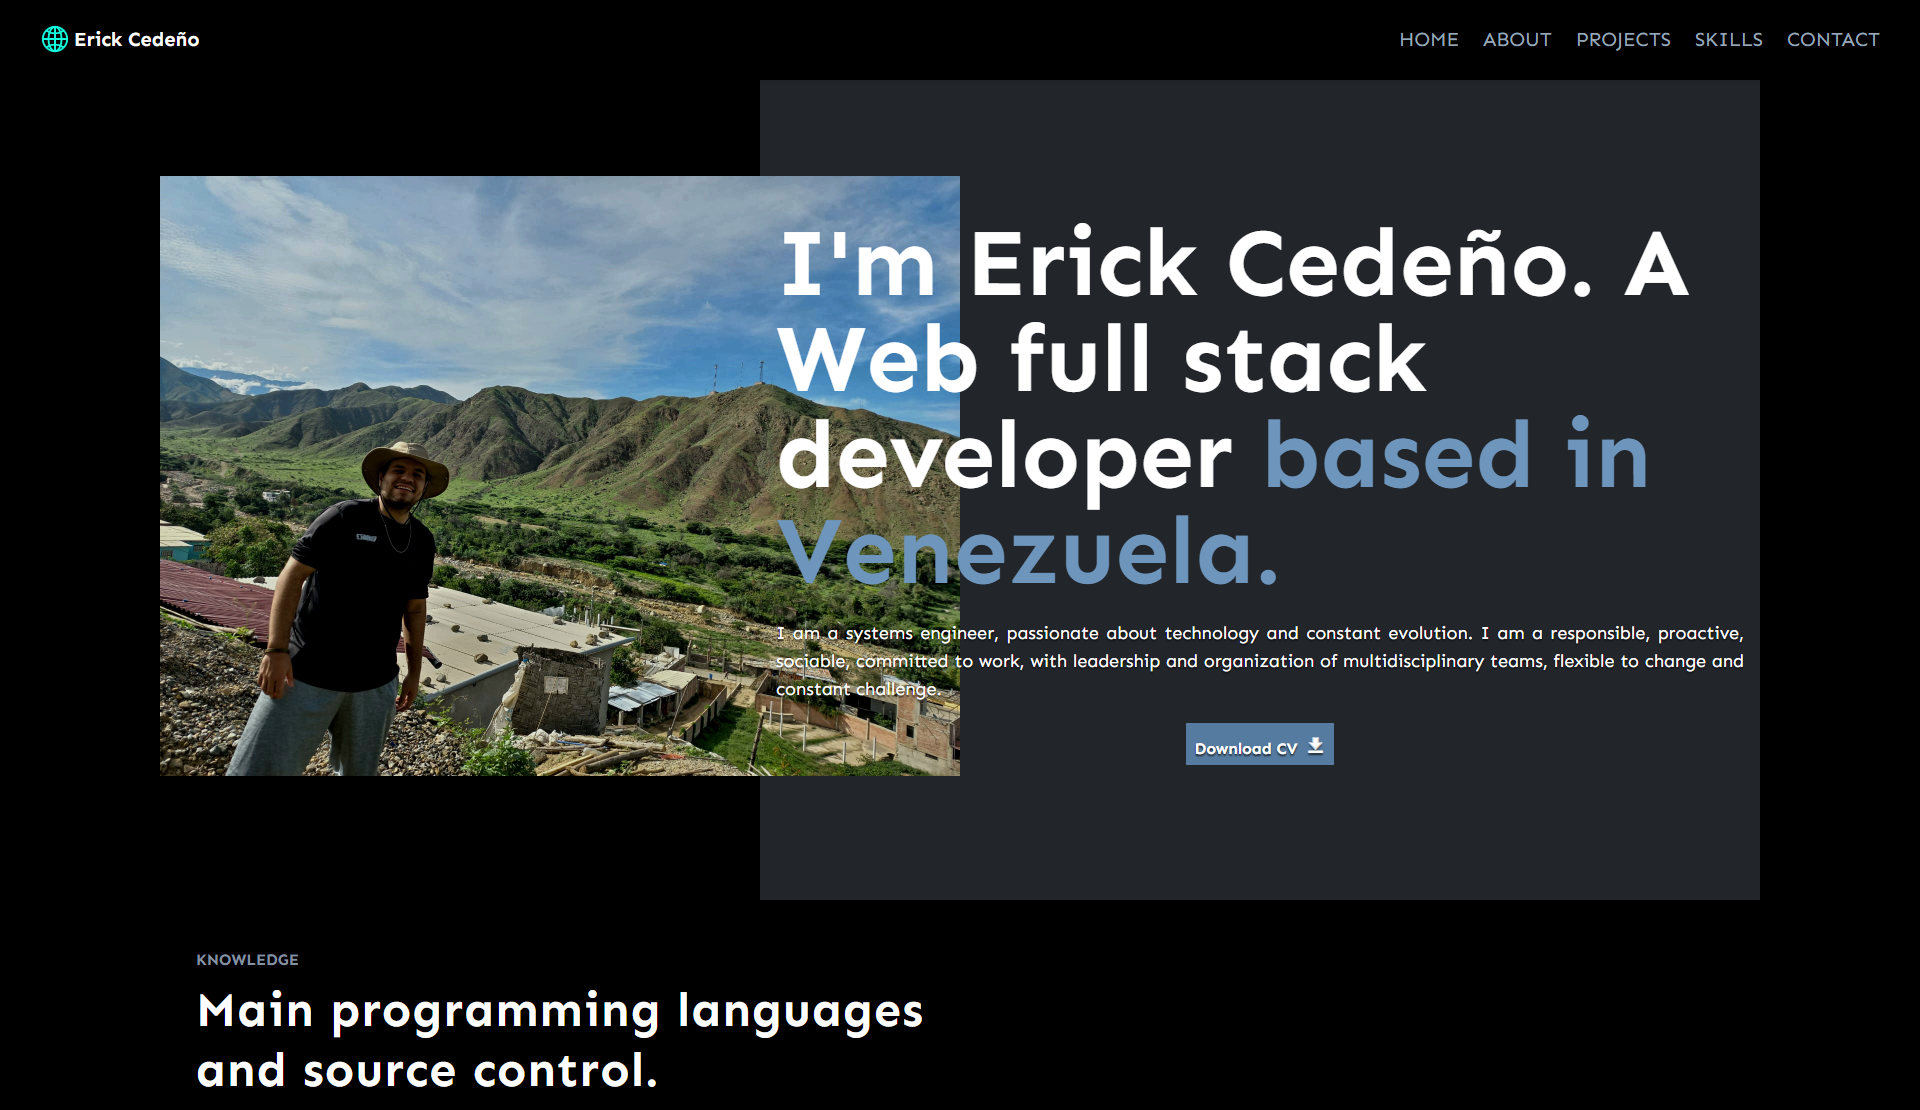 Erick Cedeño
HOME ABOUT PROJECTS SKILLS CONTACT
I'm Erick Cedeño. A
Web full stack
developer based in
Venezuela.
I am a systems engineer, passionate about technology and constant evolution. I am a responsible, proactive,
sociable, committed to work, with leadership and organization of multidisciplinary teams, flexible to change and
constant challenge.
Download CV
KNOWLEDGE
Main programming languages
and source control.